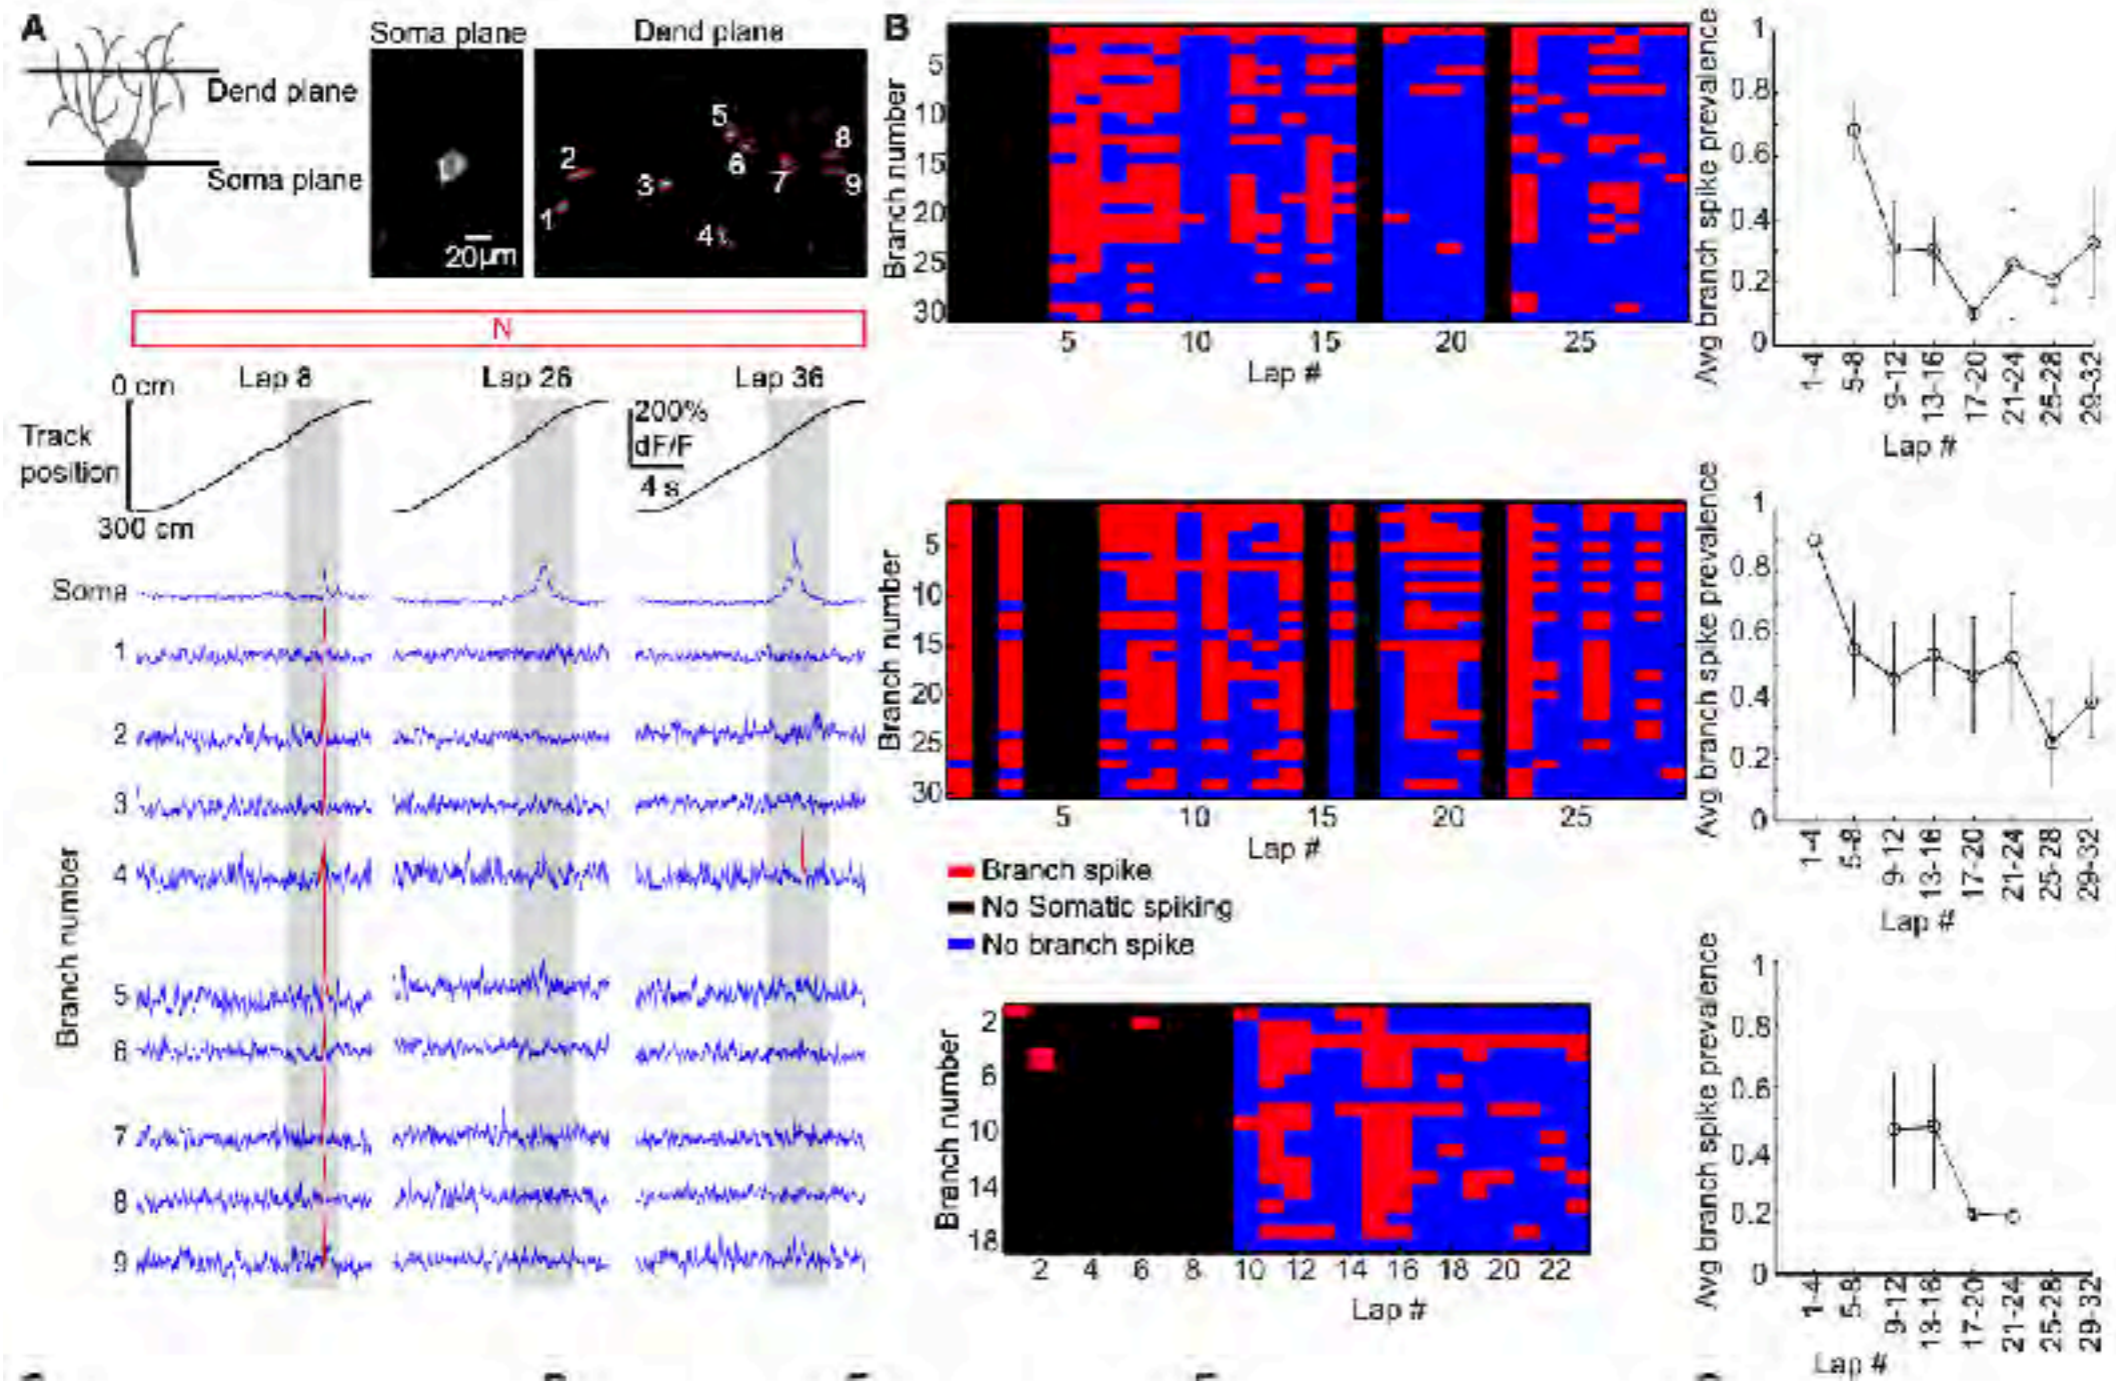 A
Dend plane
Soma plane
Soma plane
1
20µm
Dend plane
1
2
3
4
5
6
7
8
9
N
Lap 8
Lap 26
Lap 36
0 cm
Track
position
300 cm
200%
dF/F
4 s
Soma
Branch number
1
2
3
4
5
6
7
8
9
B
Branch number
5
10
15
20
25
30
5 10 15 20 25
Lap #
Avg branch spike prevalence
1
0.8
0.6
0.4
0.2
0
1-4 5-8 9-12 13-16 17-20 21-24 25-28 29-32
Lap #
Branch number
5
10
15
20
25
30
5 10 15 20 25
Lap #
Avg branch spike prevalence
1
0.8
0.6
0.4
0.2
0
1-4 5-8 9-12 13-16 17-20 21-24 25-28 29-32
Lap #
Branch spike
No Somatic spiking
No branch spike
Branch number
2
6
10
14
18
2 4 6 8 10 12 14 16 18 20 22
Lap #
Avg branch spike prevalence
1
0.8
0.6
0.4
0.2
0
1-4 5-8 9-12 13-16 17-20 21-24 25-28 29-32
Lap #